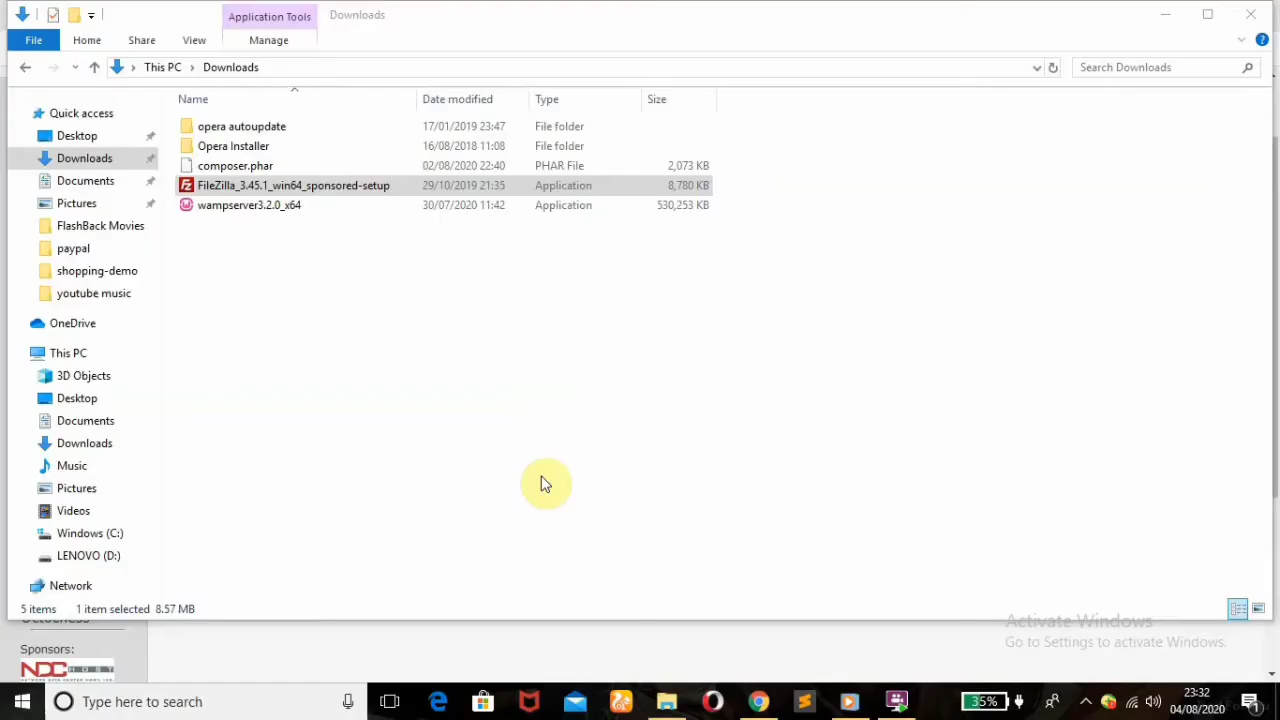 Application Tools Downloads
File Home Share View Manage
This PC Downloads Search Downloads
Name Date modified Type Size
Quick access
Desktop
Downloads
Documents
Pictures
FlashBack Movies
paypal
shopping-demo
youtube music
OneDrive
This PC
3D Objects
Desktop
Documents
Downloads
Music
Pictures
Videos
Windows (C:)
LENOVO (D:)
Network
opera autoupdate 17/01/2019 23:47 File folder
Opera Installer 16/08/2018 11:08 File folder
composer.phar 02/08/2020 22:40 PHAR File 2,073 KB
FileZilla_3.45.1_win64_sponsored-setup 29/10/2019 21:35 Application 8,780 KB
wampserver3.2.0_x64 30/07/2020 11:42 Application 530,253 KB
5 items 1 item selected 8.57 MB
Sponsors:
Activate Windows
Go to Settings to activate Windows.
Type here to search
35%
23:32
04/08/2020